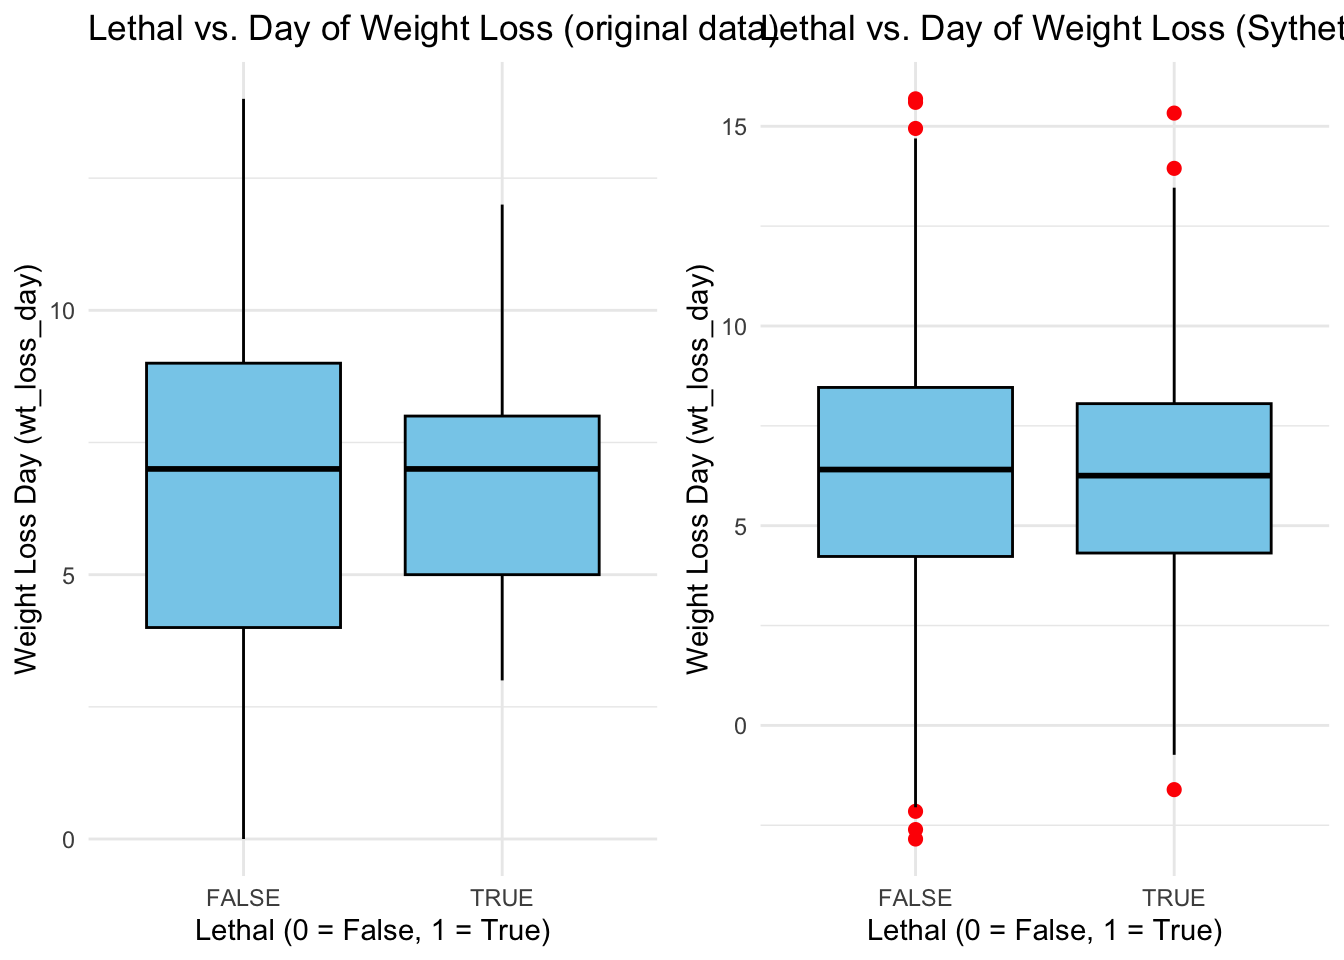 Lethal vs. Day of Weight Loss (original data)
Weight Loss Day (wt_loss_day)
10
5
0
FALSE TRUE
Lethal (0 = False, 1 = True)
Lethal vs. Day of Weight Loss (Sythet
Weight Loss Day (wt_loss_day)
15
10
5
0
FALSE TRUE
Lethal (0 = False, 1 = True)